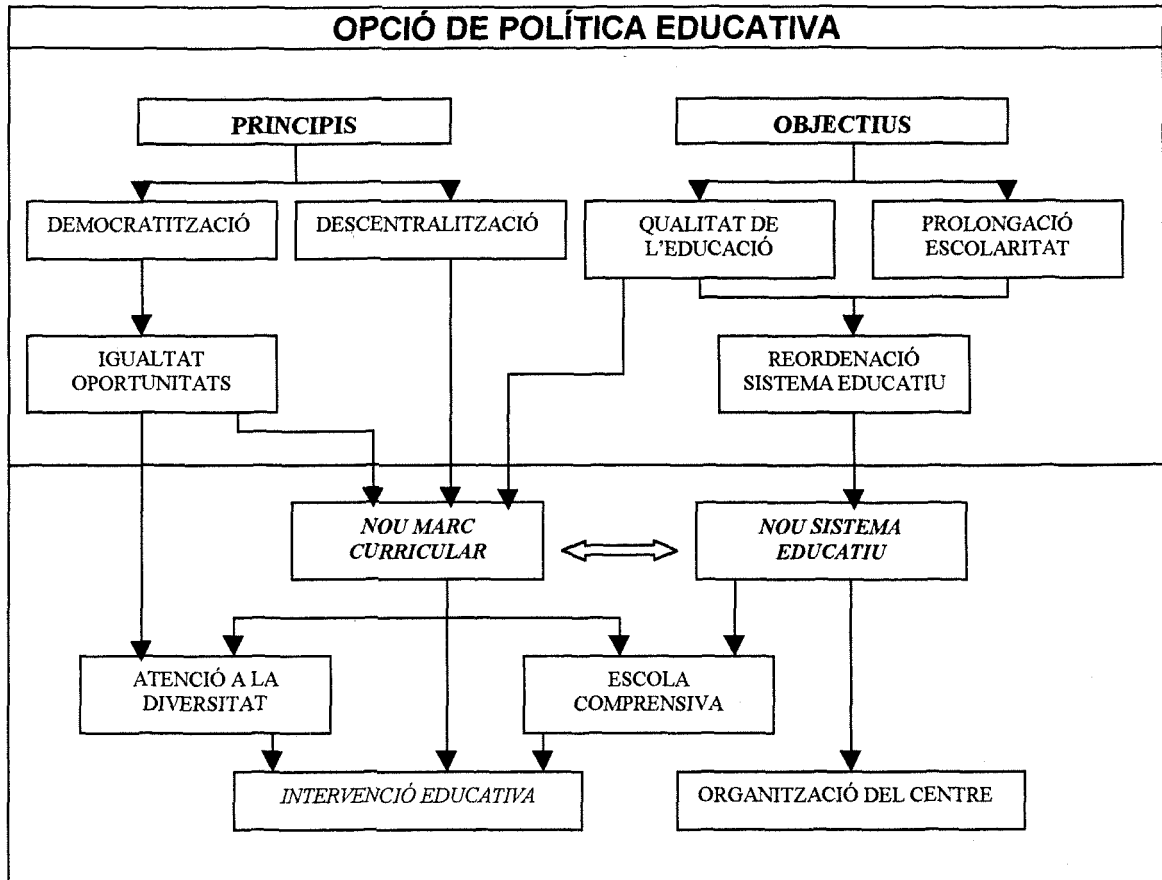 OPCIÓ DE POLÍTICA EDUCATIVA
PRINCIPIS
OBJECTIUS
DEMOCRATITZACIÓ
DESCENTRALITZACIÓ
QUALITAT DE
L'EDUCACIÓ
PROLONGACIÓ
ESCOLARITAT
IGUALTAT
OPORTUNITATS
REORDENACIÓ
SISTEMA EDUCATIU
NOU MARC
CURRICULAR
NOU SISTEMA
EDUCATIU
ATENCIÓ A LA
DIVERSITAT
ESCOLA
COMPRENSIVA
INTERVENCIÓ EDUCATIVA
ORGANITZACIÓ DEL CENTRE